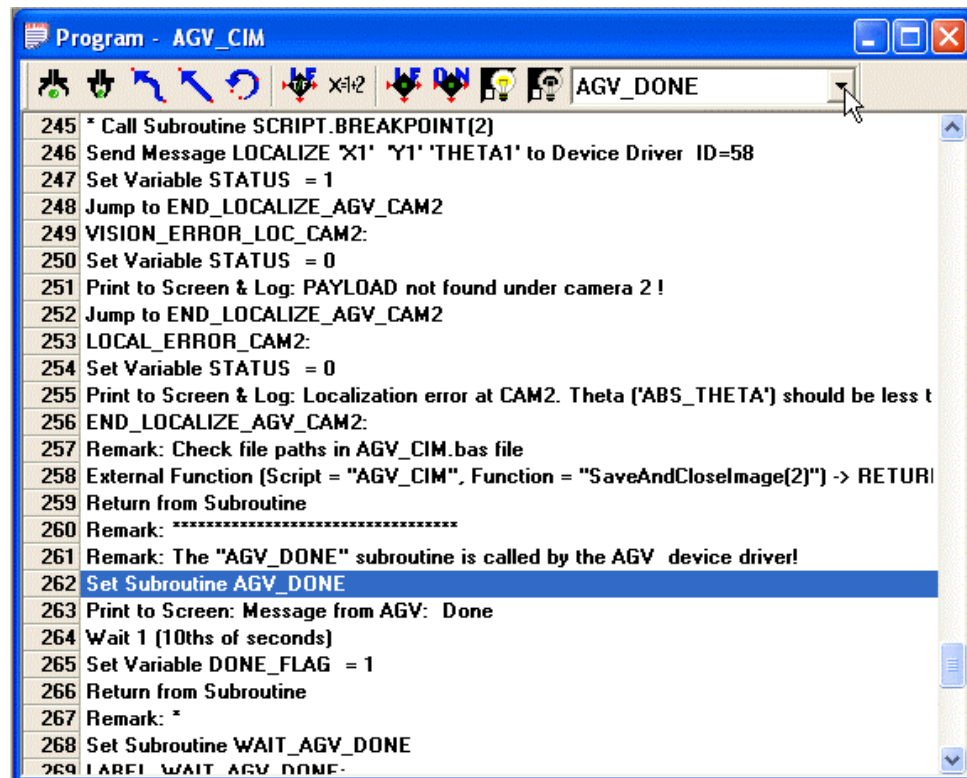 Program - AGV_CIM
X=1+2 AGV_DONE
245 * Call Subroutine SCRIPT.BREAKPOINT(2)
246 Send Message LOCALIZE 'X1' 'Y1' 'THETA1' to Device Driver ID=58
247 Set Variable STATUS = 1
248 Jump to END_LOCALIZE_AGV_CAM2
249 VISION_ERROR_LOC_CAM2:
250 Set Variable STATUS = 0
251 Print to Screen & Log: PAYLOAD not found under camera 2 !
252 Jump to END_LOCALIZE_AGV_CAM2
253 LOCAL_ERROR_CAM2:
254 Set Variable STATUS = 0
255 Print to Screen & Log: Localization error at CAM2. Theta ('ABS_THETA') should be less t
256 END_LOCALIZE_AGV_CAM2:
257 Remark: Check file paths in AGV_CIM.bas file
258 External Function (Script = "AGV_CIM", Function = "SaveAndCloseImage(2)") -> RETUR
259 Return from Subroutine
260 Remark: **********************************
261 Remark: The "AGV_DONE" subroutine is called by the AGV device driver!
262 Set Subroutine AGV_DONE
263 Print to Screen: Message from AGV: Done
264 Wait 1 (10ths of seconds)
265 Set Variable DONE_FLAG = 1
266 Return from Subroutine
267 Remark: *
268 Set Subroutine WAIT_AGV_DONE
269 LABEL_WAIT_AGV_DONE: